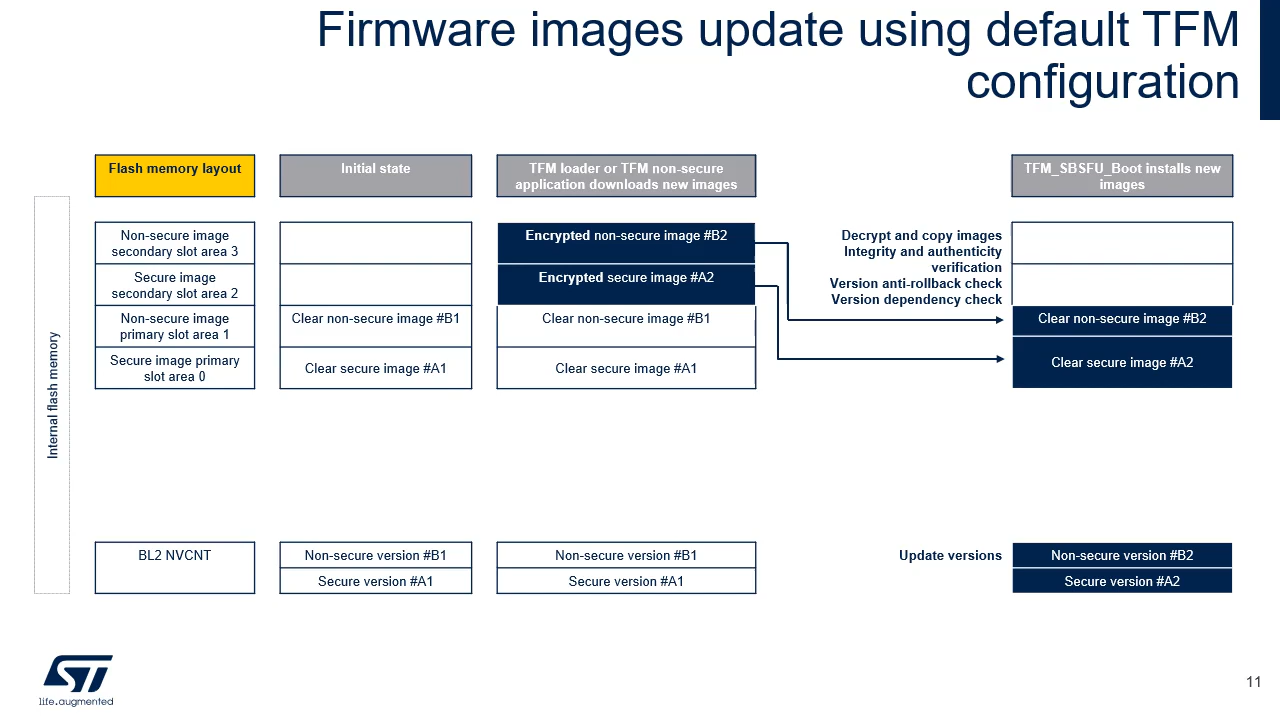 Firmware images update using default TFM
configuration
Flash memory layout
Initial state
TFM loader or TFM non-secure
application downloads new images
TFM_SBSFU_Boot installs new
images
Internal flash memory
Non-secure image
secondary slot area 3
Secure image
secondary slot area 2
Non-secure image
primary slot area 1
Secure image primary
slot area 0
Clear non-secure image #B1
Clear secure image #A1
Encrypted non-secure image #B2
Encrypted secure image #A2
Clear non-secure image #B1
Clear secure image #A1
Decrypt and copy images
Integrity and authenticity
verification
Version anti-rollback check
Version dependency check
Clear non-secure image #B2
Clear secure image #A2
BL2 NVCNT
Non-secure version #B1
Secure version #A1
Non-secure version #B1
Secure version #A1
Update versions
Non-secure version #B2
Secure version #A2
ST
life.augmented
11